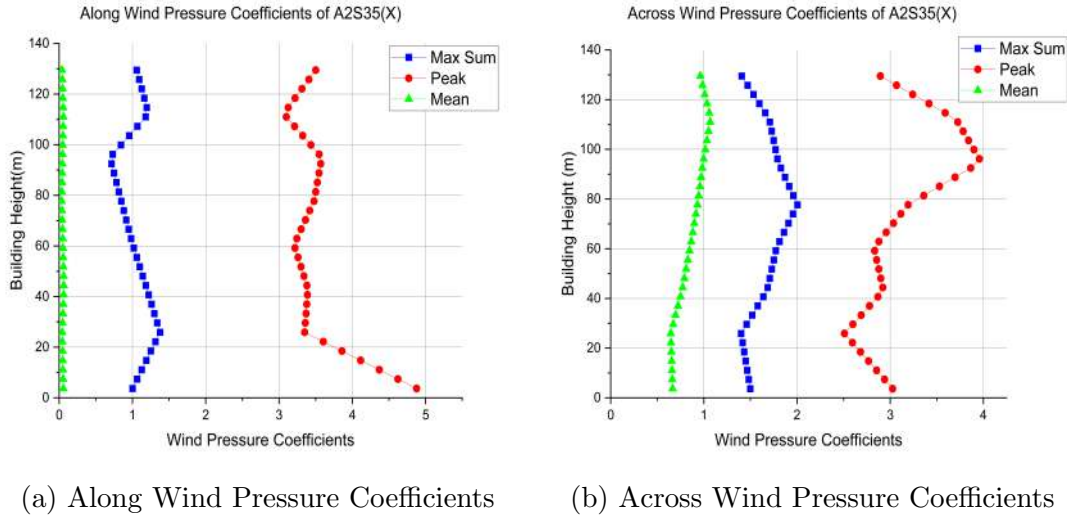 Along Wind Pressure Coefficients of A2S35(X)
140
120
100
80
60
40
20
0
Building Height(m)
0 1 2 3 4 5
Wind Pressure Coefficients
Max Sum
Peak
Mean
(a) Along Wind Pressure Coefficients
Across Wind Pressure Coefficients of A2S35(X)
140
120
100
80
60
40
20
0
Building Height (m)
0 1 2 3 4
Wind Pressure Coefficients
Max Sum
Peak
Mean
(b) Across Wind Pressure Coefficients